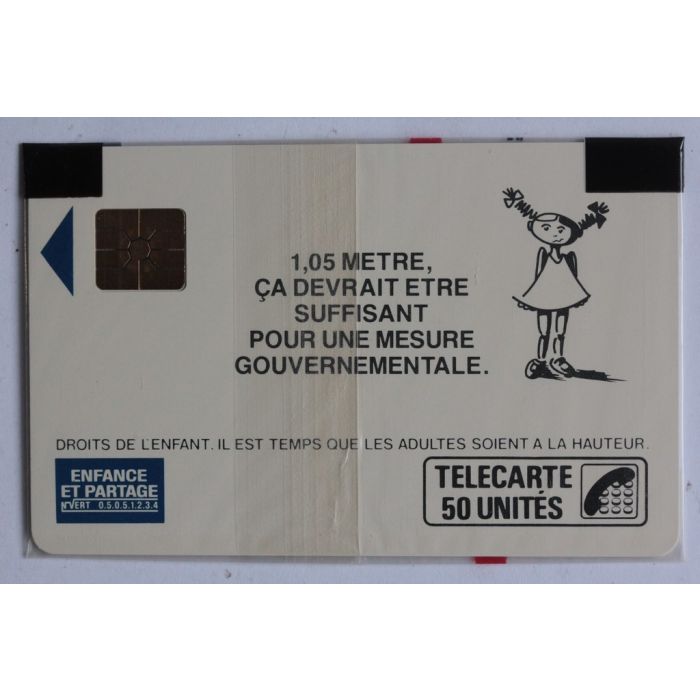 1,05 METRE,
ÇA DEVRAIT ETRE
SUFFISANT
POUR UNE MESURE
GOUVERNEMENTALE.
DROITS DE L'ENFANT. IL EST TEMPS QUE LES ADULTES SOIENT A LA HAUTEUR.
ENFANCE
ET PARTAGE
N°VERT 0.5.0.5.1.2.3.4
TELECARTE
50 UNITÉS